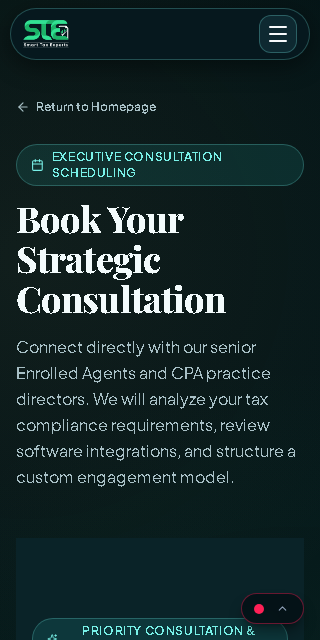 STE
Smart Tax Experts
Return to Homepage
EXECUTIVE CONSULTATION
SCHEDULING
Book Your
Strategic
Consultation
Connect directly with our senior
Enrolled Agents and CPA practice
directors. We will analyze your tax
compliance requirements, review
software integrations, and structure a
custom engagement model.
PRIORITY CONSULTATION &